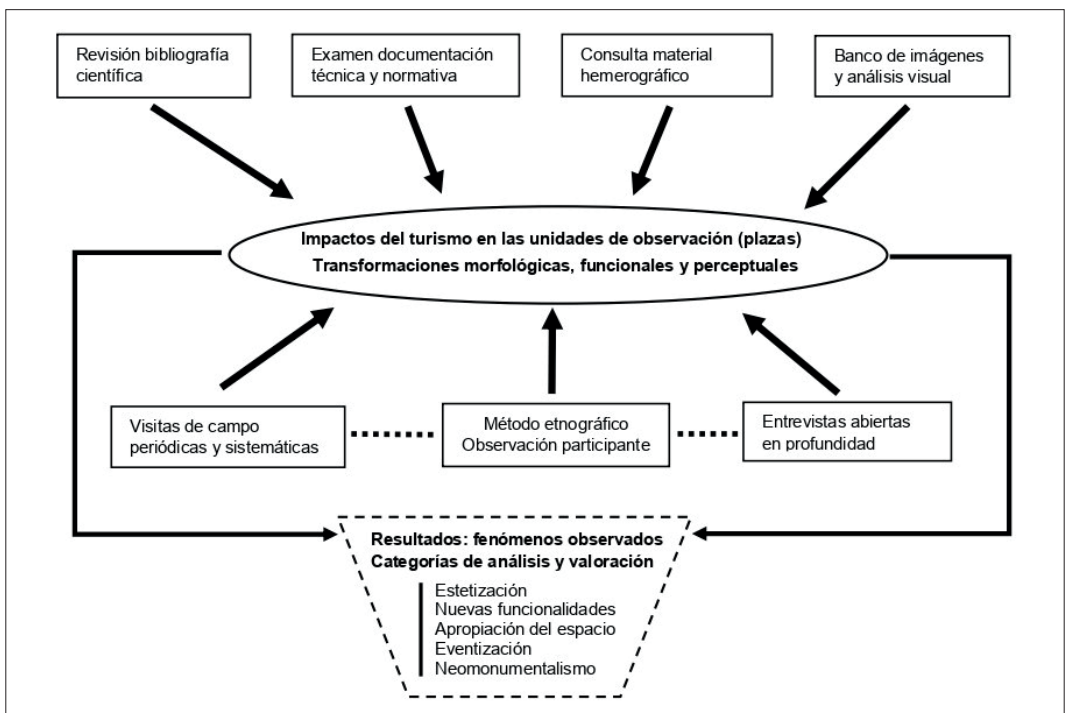 Revisión bibliografía
científica
Examen documentación
técnica y normativa
Consulta material
hemerográfico
Banco de imágenes
y análisis visual
Impactos del turismo en las unidades de observación (plazas)
Transformaciones morfológicas, funcionales y perceptuales
Visitas de campo
periódicas y sistemáticas
Método etnográfico
Observación participante
Entrevistas abiertas
en profundidad
Resultados: fenómenos observados
Categorías de análisis y valoración
Estetización
Nuevas funcionalidades
Apropiación del espacio
Eventización
Neomonumentalismo